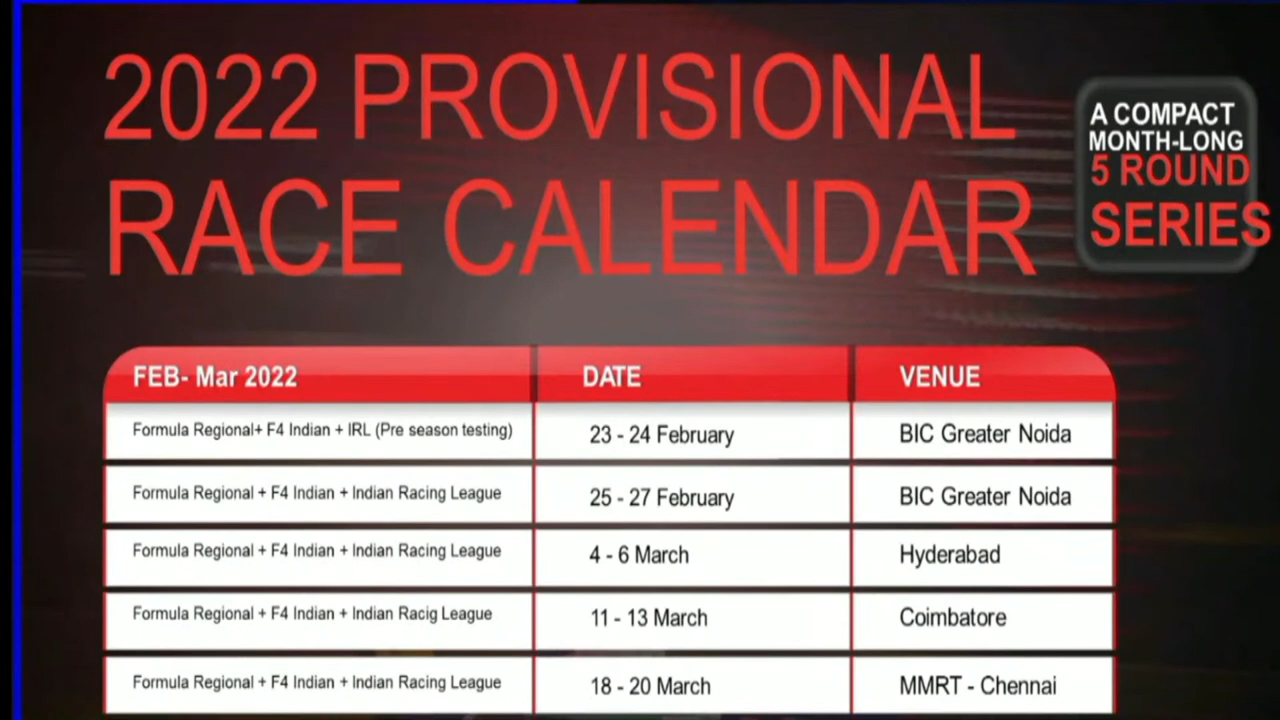 2022 PROVISIONAL
RACE CALENDAR
A COMPACT
MONTH-LONG
5 ROUND
SERIES
FEB- Mar 2022 DATE VENUE
Formula Regional+ F4 Indian + IRL (Pre season testing) 23 - 24 February BIC Greater Noida
Formula Regional + F4 Indian + Indian Racing League 25 - 27 February BIC Greater Noida
Formula Regional + F4 Indian + Indian Racing League 4 - 6 March Hyderabad
Formula Regional + F4 Indian + Indian Racig League 11 - 13 March Coimbatore
Formula Regional + F4 Indian + Indian Racing League 18 - 20 March MMRT - Chennai